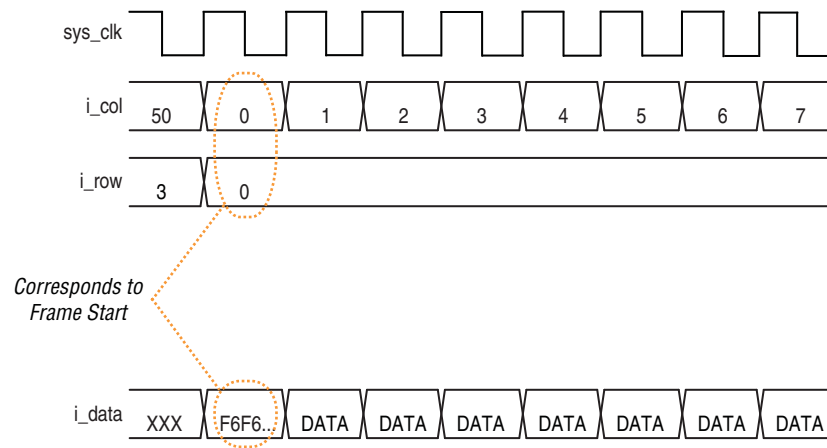 sys_clk
i_col 50 0 1 2 3 4 5 6 7
i_row 3 0
Corresponds to
Frame Start
i_data XXX F6F6... DATA DATA DATA DATA DATA DATA DATA